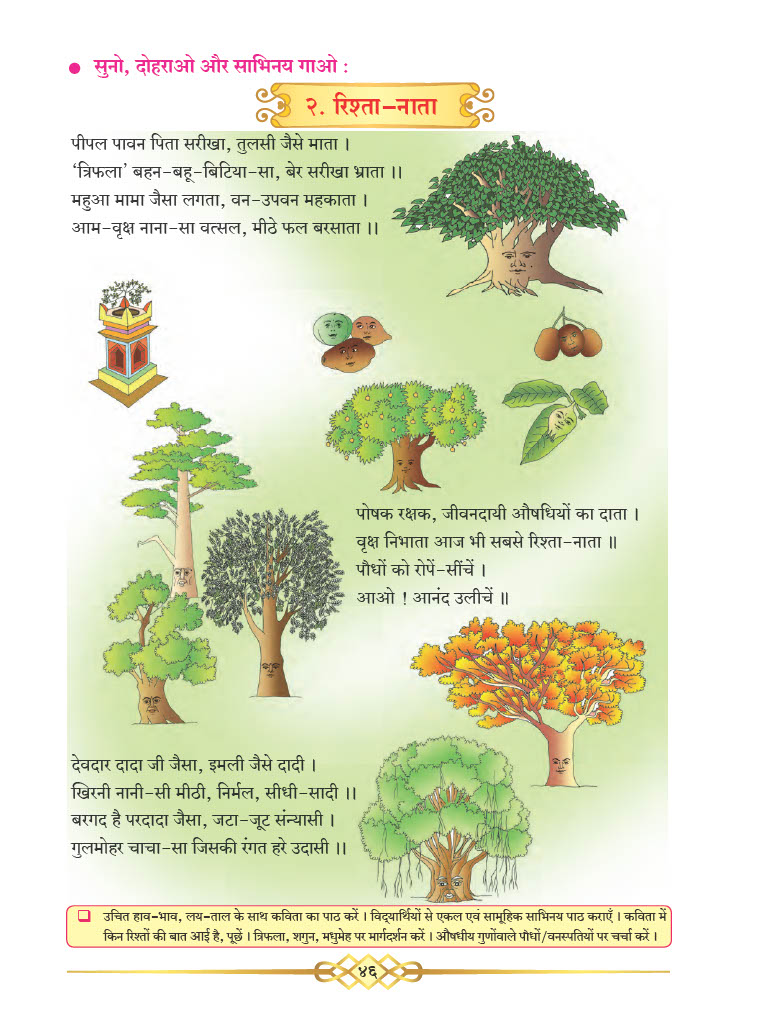 ● सुनो, दोहराओ और साभिनय गाओ :
२. रिश्ता-नाता
पीपल पावन पिता सरीखा, तुलसी जैसे माता ।
‘त्रिफला’ बहन-बहू-बिटिया-सा, बेर सरीखा भ्राता ।।
महुआ मामा जैसा लगता, वन-उपवन महकाता ।
आम-वृक्ष नाना-सा वत्सल, मीठे फल बरसाता ।।
पोषक रक्षक, जीवनदायी औषधियों का दाता ।
वृक्ष निभाता आज भी सबसे रिश्ता-नाता ॥
पौधों को रोपें-सींचें ।
आओ ! आनंद उलीचें ॥
देवदार दादा जी जैसा, इमली जैसे दादी ।
खिरनी नानी-सी मीठी, निर्मल, सीधी-सादी ।।
बरगद है परदादा जैसा, जटा-जूट संन्यासी ।
गुलमोहर चाचा-सा जिसकी रंगत हरे उदासी ।।
❑ उचित हाव-भाव, लय-ताल के साथ कविता का पाठ करें । विद्यार्थियों से एकल एवं सामूहिक साभिनय पाठ कराएँ । कविता में
किन रिश्तों की बात आई है, पूछें । त्रिफला, शगुन, मधुमेह पर मार्गदर्शन करें । औषधीय गुणोंवाले पौधों/वनस्पतियों पर चर्चा करें ।
४६